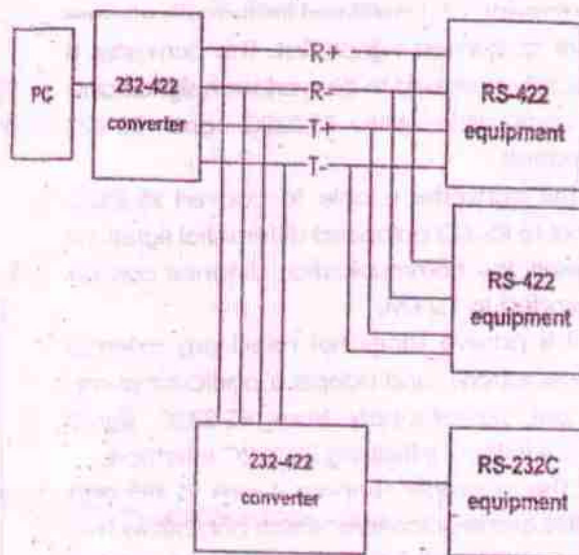 PC
232-422
converter
R+
R-
T+
T-
RS-422
equipment
RS-422
equipment
232-422
converter
RS-232C
equipment